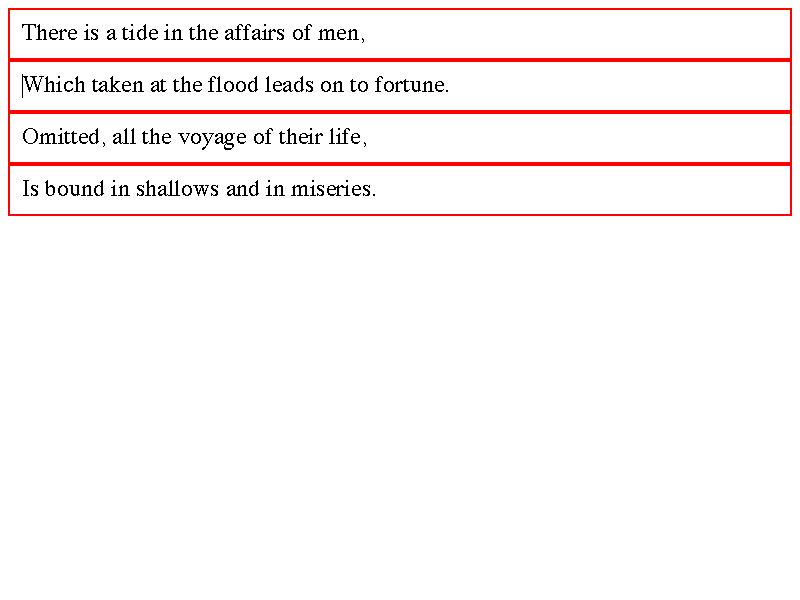 There is a tide in the affairs of men,
Which taken at the flood leads on to fortune.
Omitted, all the voyage of their life,
Is bound in shallows and in miseries.